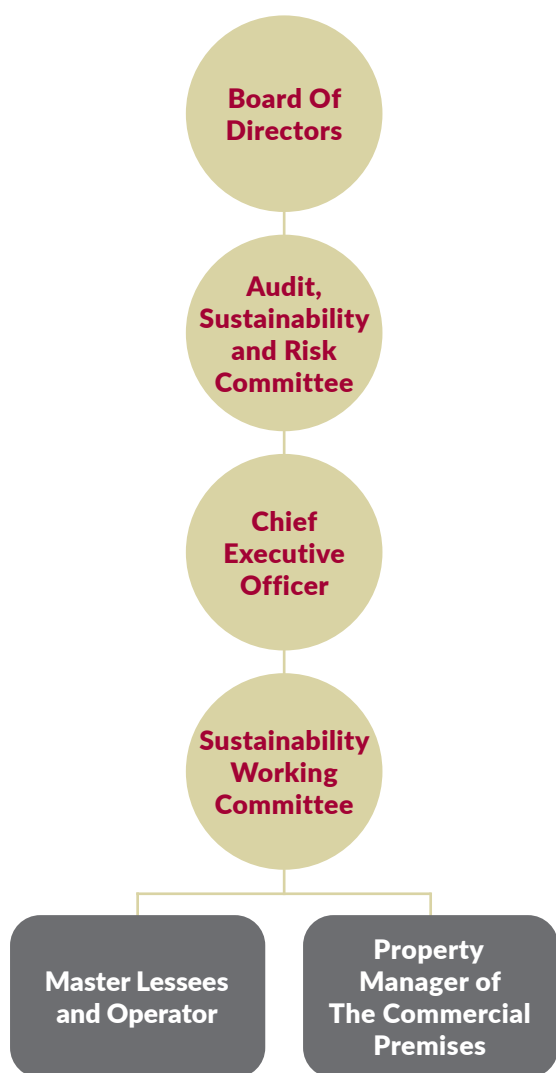 Board Of
Directors
Audit,
Sustainability
and Risk
Committee
Chief
Executive
Officer
Sustainability
Working
Committee
Master Lessees
and Operator
Property
Manager of
The Commercial
Premises